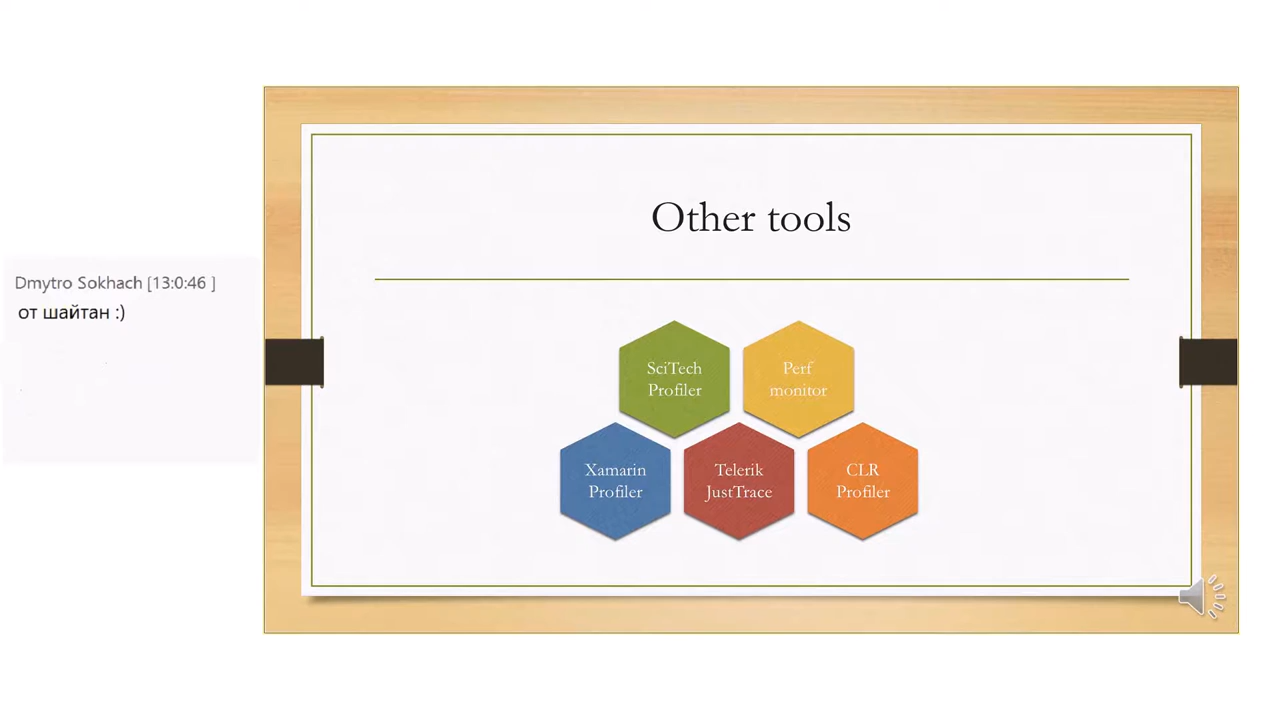 Other tools
Dmytro Sokhach [13:0:46 ]
от шайтан :)
SciTech
Profiler
Perf
monitor
Xamarin
Profiler
Telerik
JustTrace
CLR
Profiler